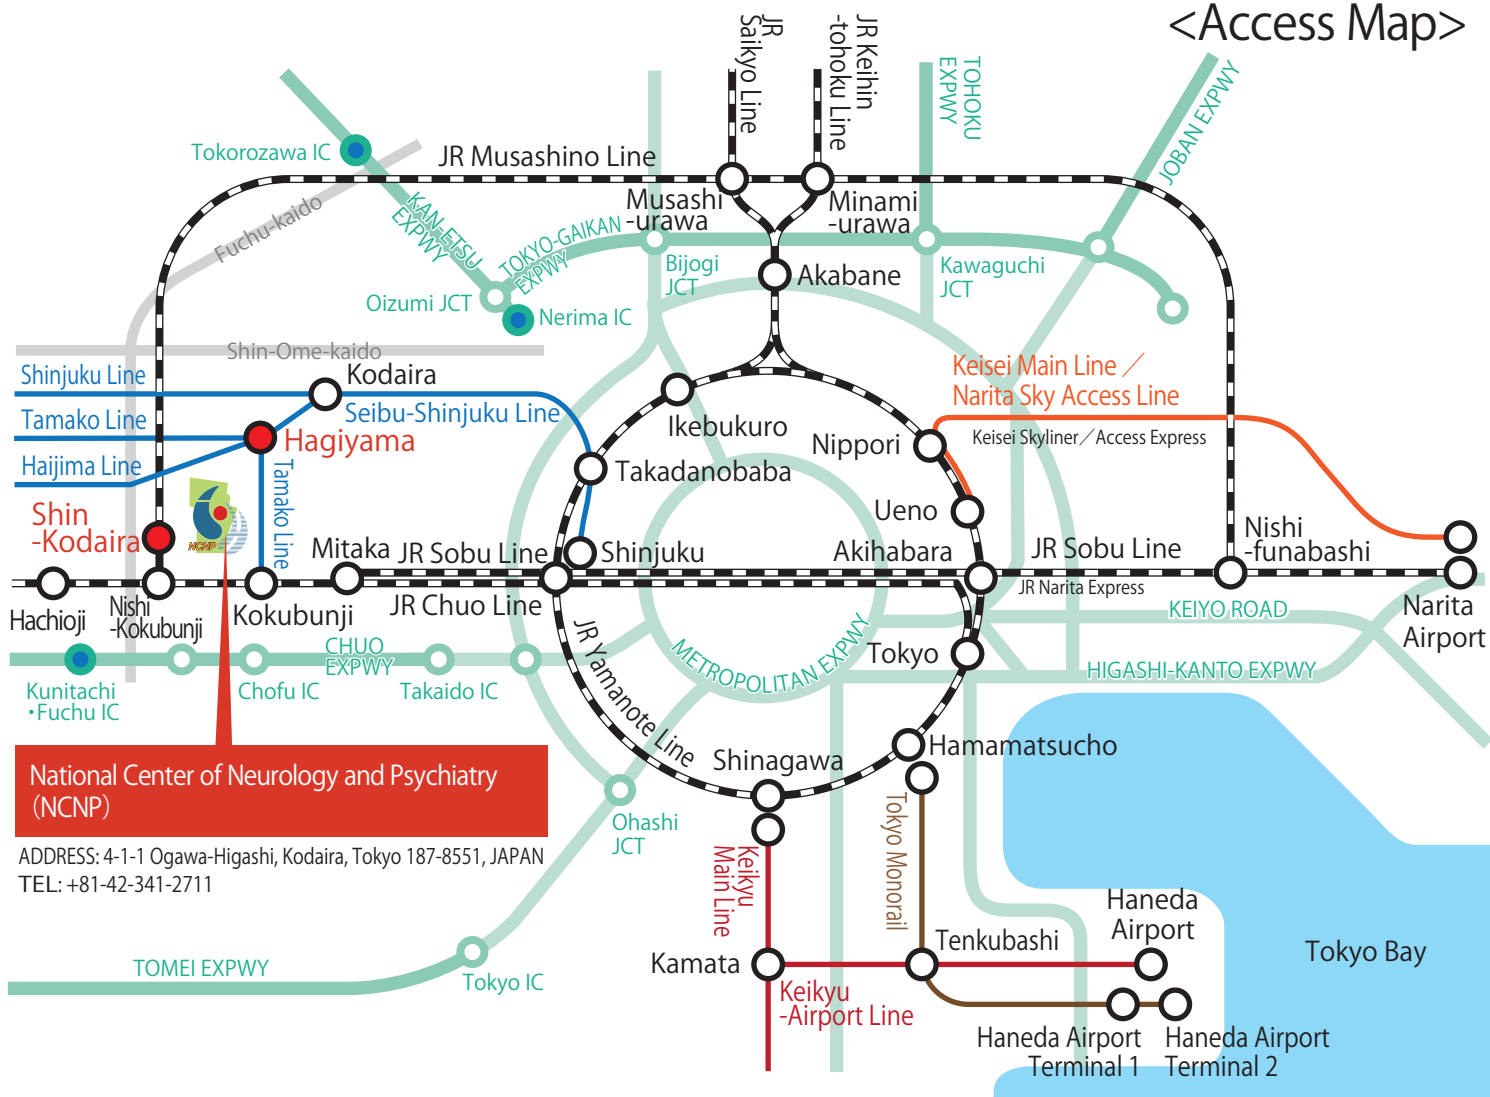 <Access Map>
JR
Saikyo Line
JR Keihin
-tohoku Line
TOHOKU
EXPWY
JOBAN EXPWY
Tokorozawa IC
JR Musashino Line
Musashi
-urawa
Minami
-urawa
Fuchu-kaido
KAN-ETSU
EXPWY
TOKYO-GAIKAN
EXPWY
Bijogi
JCT
Akabane
Kawaguchi
JCT
Oizumi JCT
Nerima IC
Shin-Ome-kaido
Shinjuku Line
Kodaira
Keisei Main Line／
Narita Sky Access Line
Tamako Line
Seibu-Shinjuku Line
Hagiyama
Ikebukuro
Nippori
Keisei Skyliner／Access Express
Haijima Line
Tamako Line
Takadanobaba
Ueno
Shin
-Kodaira
NCNP
Mitaka
JR Sobu Line
Shinjuku
Akihabara
JR Sobu Line
Nishi
-funabashi
JR Narita Express
Hachioji
Nishi
-Kokubunji
Kokubunji
JR Chuo Line
KEIYO ROAD
Narita
Airport
CHUO
EXPWY
JR Yamanote Line
METROPOLITAN EXPWY
Tokyo
HIGASHI-KANTO EXPWY
Kunitachi
・Fuchu IC
Chofu IC
Takaido IC
Shinagawa
Hamamatsucho
National Center of Neurology and Psychiatry
（NCNP）
Ohashi
JCT
Tokyo Monorail
ADDRESS: 4-1-1 Ogawa-Higashi, Kodaira, Tokyo 187-8551, JAPAN
TEL: +81-42-341-2711
Keikyu
Main Line
Haneda
Airport
Tenkubashi
Tokyo Bay
Kamata
TOMEI EXPWY
Tokyo IC
Keikyu
-Airport Line
Haneda Airport
Terminal 1
Haneda Airport
Terminal 2